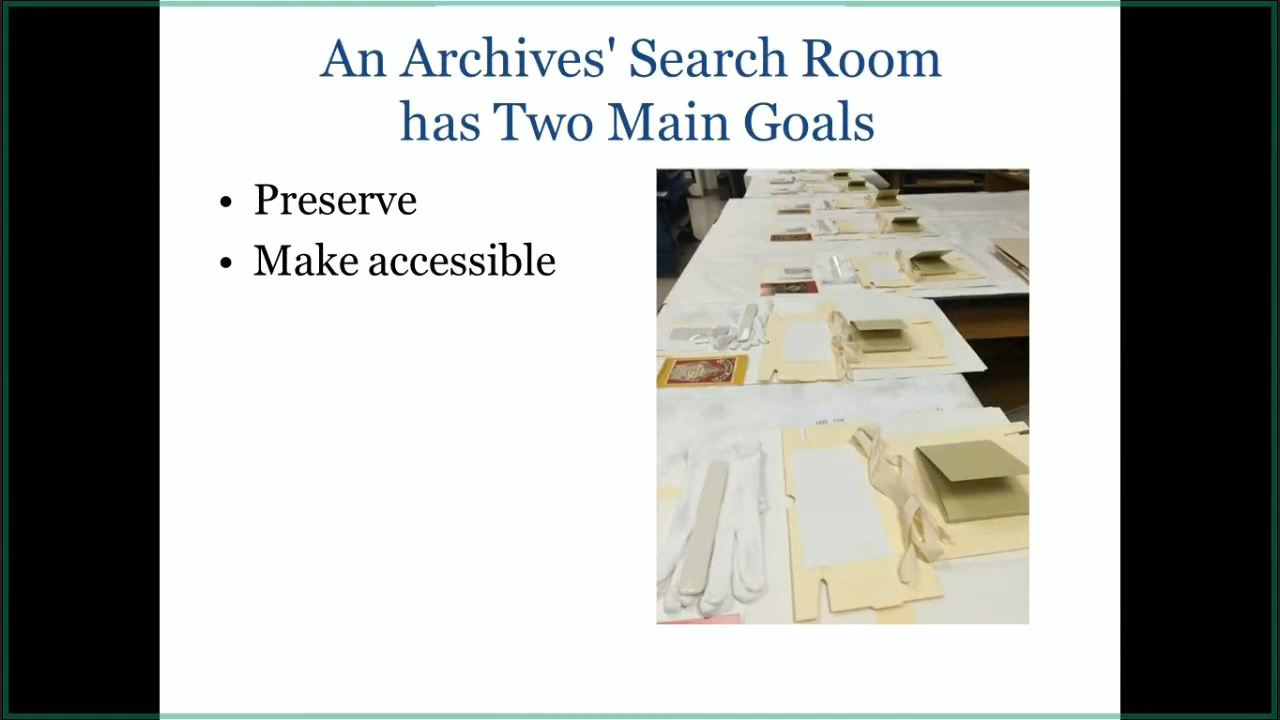 An Archives' Search Room
has Two Main Goals
• Preserve
• Make accessible